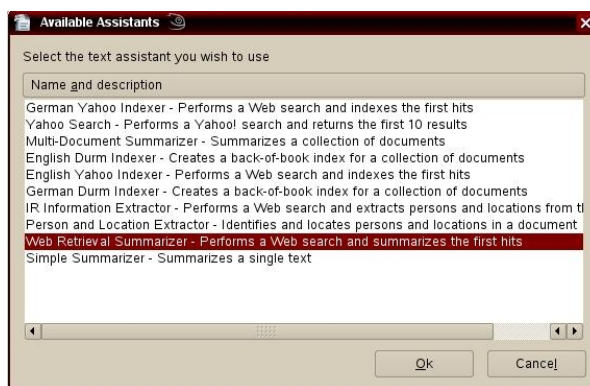 Available Assistants
Select the text assistant you wish to use
Name and description
German Yahoo Indexer - Performs a Web search and indexes the first hits
Yahoo Search - Performs a Yahoo! search and returns the first 10 results
Multi-Document Summarizer - Summarizes a collection of documents
English Durm Indexer - Creates a back-of-book index for a collection of documents
English Yahoo Indexer - Performs a Web search and indexes the first hits
German Durm Indexer - Creates a back-of-book index for a collection of documents
IR Information Extractor - Performs a Web search and extracts persons and locations from
Person and Location Extractor - Identifies and locates persons and locations in a document
Web Retrieval Summarizer - Performs a Web search and summarizes the first hits
Simple Summarizer - Summarizes a single text
Ok Cancel